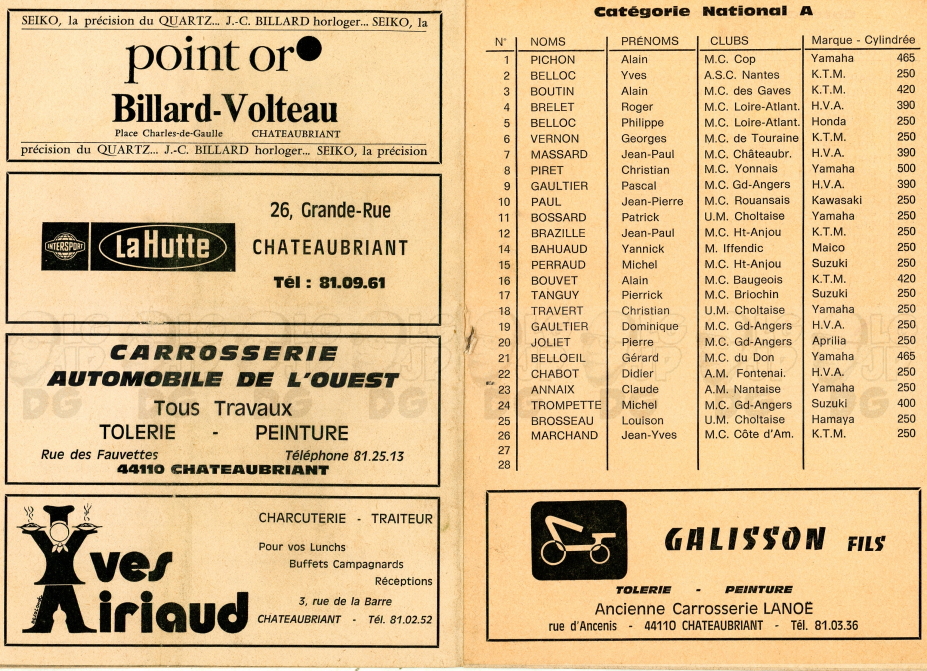 SEIKO, la précision du QUARTZ... J.-C. BILLARD horloger... SEIKO, la
point or
Billard-Volteau
Place Charles-de-Gaulle CHATEAUBRIANT
précision du QUARTZ... J.-C. BILLARD horloger... SEIKO, la précision
INTERSPORT
La Hutte
26, Grande-Rue
CHATEAUBRIANT
Tél : 81.09.61
CARROSSERIE
AUTOMOBILE DE L'OUEST
Tous Travaux
TOLERIE - PEINTURE
Rue des Fauvettes Téléphone 81.25.13
44110 CHATEAUBRIANT
Yves
Airiaud
CHARCUTERIE - TRAITEUR
Pour vos Lunchs
Buffets Campagnards
Réceptions
3, rue de la Barre
CHATEAUBRIANT - Tél. 81.02.52
Catégorie National A
N° NOMS PRÉNOMS CLUBS Marque - Cylindrée
1 PICHON Alain M.C. Cop Yamaha 465
2 BELLOC Yves A.S.C. Nantes K.T.M. 250
3 BOUTIN Alain M.C. des Gaves K.T.M. 420
4 BRELET Roger M.C. Loire-Atlant. H.V.A. 390
5 BELLOC Philippe M.C. Loire-Atlant. Honda 250
6 VERNON Georges M.C. de Touraine K.T.M. 250
7 MASSARD Jean-Paul M.C. Châteaubr. H.V.A. 390
8 PIRET Christian M.C. Yonnais Yamaha 500
9 GAULTIER Pascal M.C. Gd-Angers H.V.A. 390
10 PAUL Jean-Pierre M.C. Rouansais Kawasaki 250
11 BOSSARD Patrick U.M. Choltaise Yamaha 250
12 BRAZILLE Jean-Paul M.C. Ht-Anjou K.T.M. 250
14 BAHUAUD Yannick M. Iffendic Maico 250
15 PERRAUD Michel M.C. Ht-Anjou Suzuki 250
16 BOUVET Alain M.C. Baugeois K.T.M. 420
17 TANGUY Pierrick M.C. Briochin Suzuki 250
18 TRAVERT Christian U.M. Choltaise Yamaha 250
19 GAULTIER Dominique M.C. Gd-Angers H.V.A. 250
20 JOLIET Pierre M.C. Gd-Angers Aprilia 250
21 BELLOEIL Gérard M.C. du Don Yamaha 465
22 CHABOT Didier A.M. Fontenai. H.V.A. 250
23 ANNAIX Claude A.M. Nantaise Yamaha 250
24 TROMPETTE Michel M.C. Gd-Angers Suzuki 400
25 BROSSEAU Louison U.M. Choltaise Hamaya 250
26 MARCHAND Jean-Yves M.C. Côte d'Am. K.T.M. 250
27
28
GALISSON FILS
TOLERIE - PEINTURE
Ancienne Carrosserie LANOË
rue d'Ancenis - 44110 CHATEAUBRIANT - Tél. 81.03.36